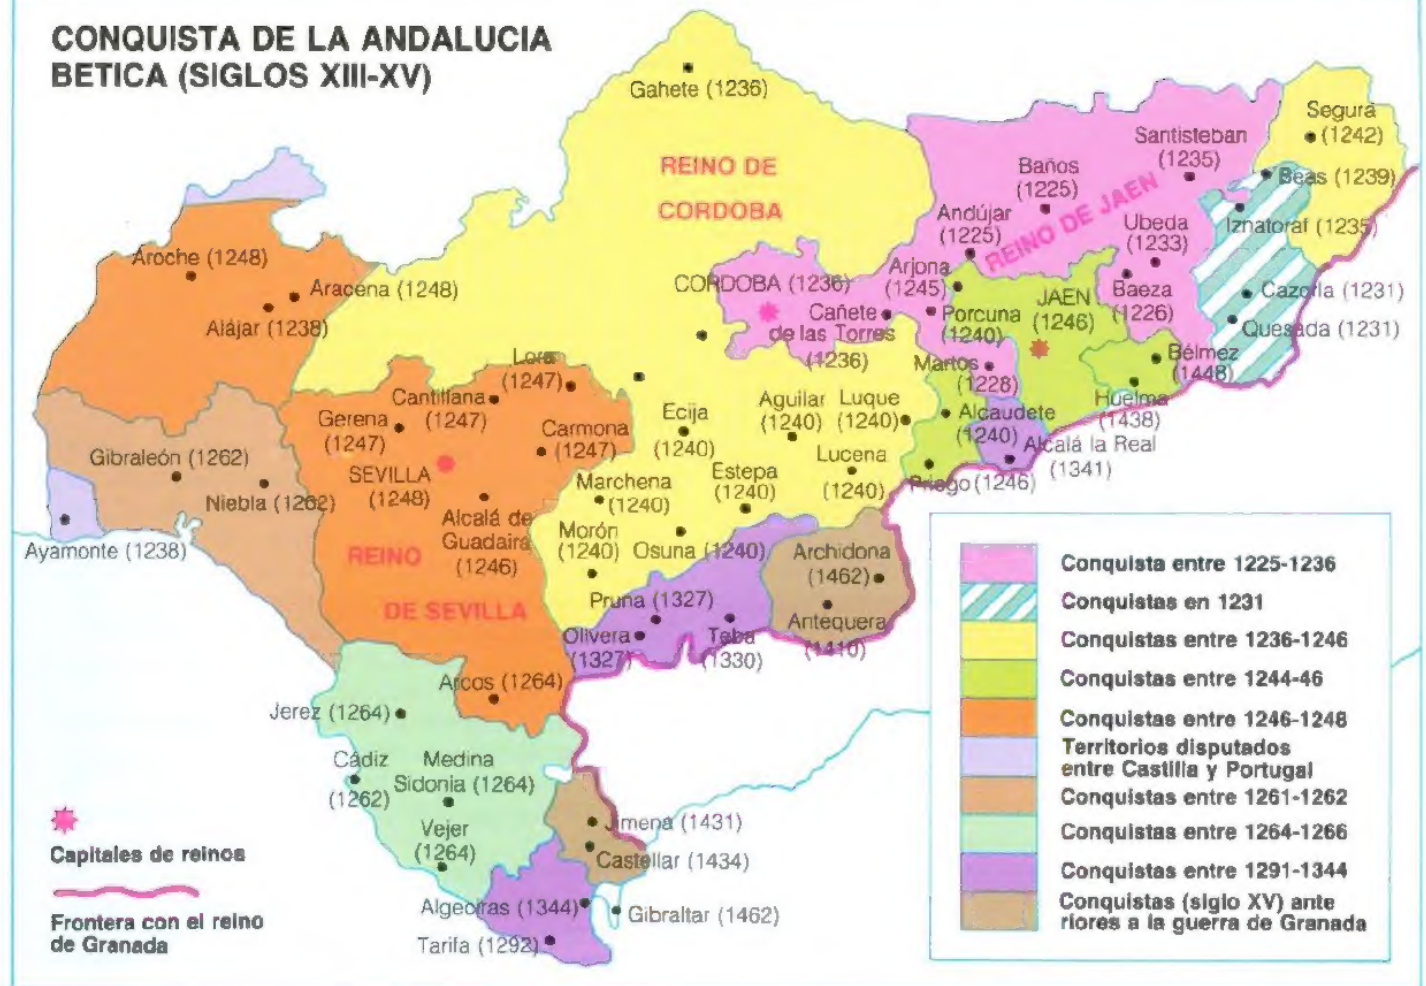 CONQUISTA DE LA ANDALUCIA
BETICA (SIGLOS XIII-XV)
Gahete (1236)
REINO DE
CORDOBA
Segura
(1242)
Santisteban
(1235)
Beas (1239)
Baños
(1225)
REINO DE JAEN
Iznatoraf (1235)
Andújar
(1225)
Ubeda
(1233)
Aroche (1248)
Aracena (1248)
Alájar (1238)
CORDOBA (1236)
Arjona
(1245)
JAEN
(1246)
Baeza
(1226)
Cazorla (1231)
Quesada (1231)
Cañete
de las Torres
(1236)
Porcuna
(1240)
Martos
(1228)
Bélmez
(1448)
Huelma
(1438)
Lora
(1247)
Cantillana
(1247)
Gerena
(1247)
Carmona
(1247)
Ecija
(1240)
Aguilar
(1240)
Luque
(1240)
Alcaudete
(1240)
Alcalá la Real
(1341)
Gibraleón (1262)
Niebla (1262)
SEVILLA
(1248)
Marchena
(1240)
Estepa
(1240)
Lucena
(1240)
Priego (1246)
Ayamonte (1238)
Alcalá de
Guadaira
(1246)
Morón
(1240)
Osuna (1240)
Archidona
(1462)
REINO
DE SEVILLA
Pruna (1327)
Olivera
(1327)
Teba
(1330)
Antequera
(1410)
Arcos (1264)
Jerez (1264)
Cádiz
(1262)
Medina
Sidonia (1264)
Vejer
(1264)
Jimena (1431)
Castellar (1434)
Algeciras (1344)
Gibraltar (1462)
Tarifa (1292)
Capitales de reinos
Frontera con el reino
de Granada
Conquista entre 1225-1236
Conquistas en 1231
Conquistas entre 1236-1246
Conquistas entre 1244-46
Conquistas entre 1246-1248
Territorios disputados
entre Castilla y Portugal
Conquistas entre 1261-1262
Conquistas entre 1264-1266
Conquistas entre 1291-1344
Conquistas (siglo XV) ante
riores a la guerra de Granada